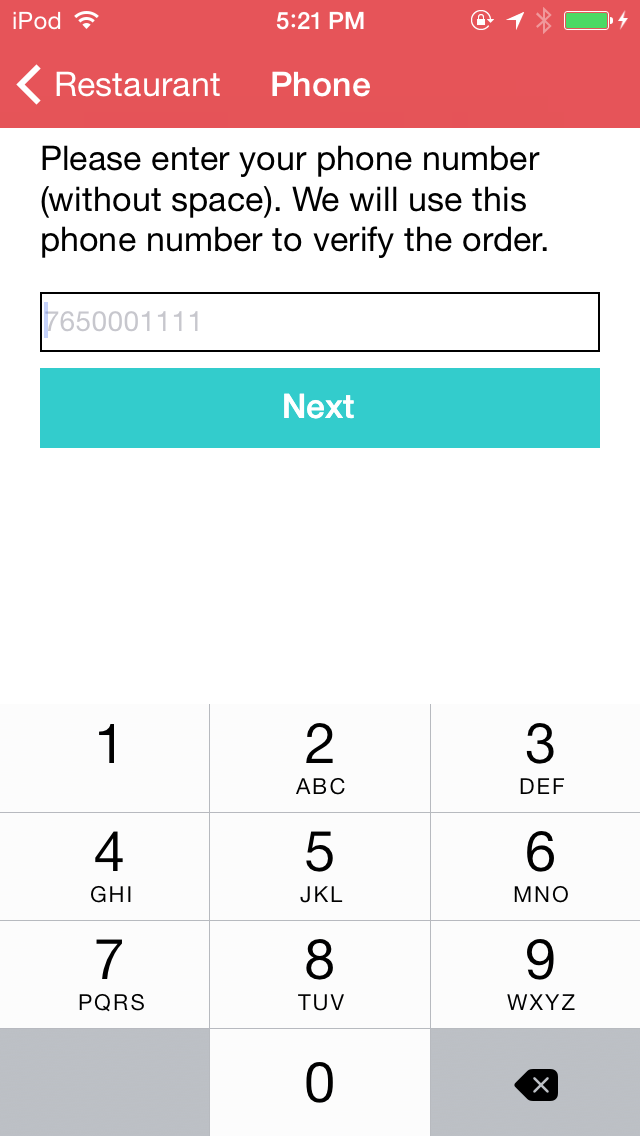 iPod 5:21 PM
Restaurant Phone
Please enter your phone number
(without space). We will use this
phone number to verify the order.
7650001111
Next
1 2 3
ABC DEF
4 5 6
GHI JKL MNO
7 8 9
PQRS TUV WXYZ
0